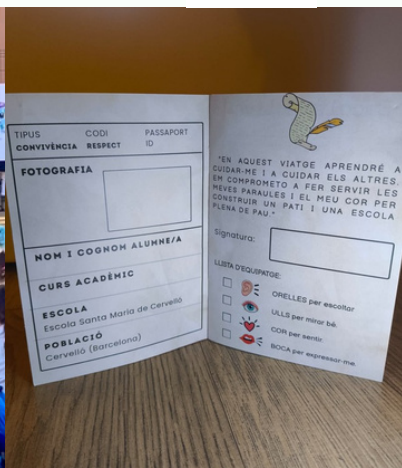 TIPUS CODI PASSAPORT
CONVIVÈNCIA RESPECT ID
FOTOGRAFIA
NOM I COGNOM ALUMNE/A
CURS ACADÈMIC
ESCOLA
Escola Santa Maria de Cervelló
POBLACIÓ
Cervelló (Barcelona)
"EN AQUEST VIATGE APRENDRÉ A
CUIDAR-ME I A CUIDAR ELS ALTRES.
EM COMPROMETO A FER SERVIR LES
MEVES PARAULES I EL MEU COR PER
CONSTRUIR UN PATI I UNA ESCOLA
PLENA DE PAU."
Signatura:
LLISTA D'EQUIPATGE:
ORELLES per escoltar
ULLS per mirar bé.
COR per sentir.
BOCA per expressar-me.